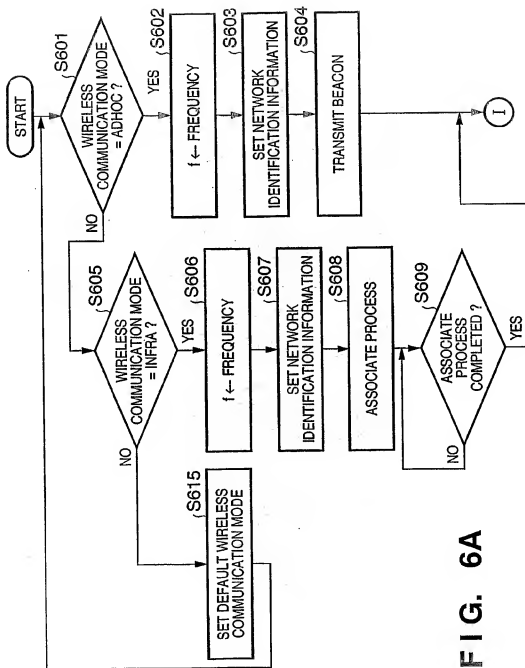 START
WIRELESS
COMMUNICATION MODE
= ADHOC ?
S601
YES
NO
f ← FREQUENCY
S602
SET NETWORK
IDENTIFICATION INFORMATION
S603
TRANSMIT BEACON
S604
I
WIRELESS
COMMUNICATION MODE
= INFRA ?
S605
YES
NO
f ← FREQUENCY
S606
SET NETWORK
IDENTIFICATION INFORMATION
S607
ASSOCIATE PROCESS
S608
ASSOCIATE
PROCESS
COMPLETED ?
S609
NO
YES
SET DEFAULT WIRELESS
COMMUNICATION MODE
S615
FIG. 6A